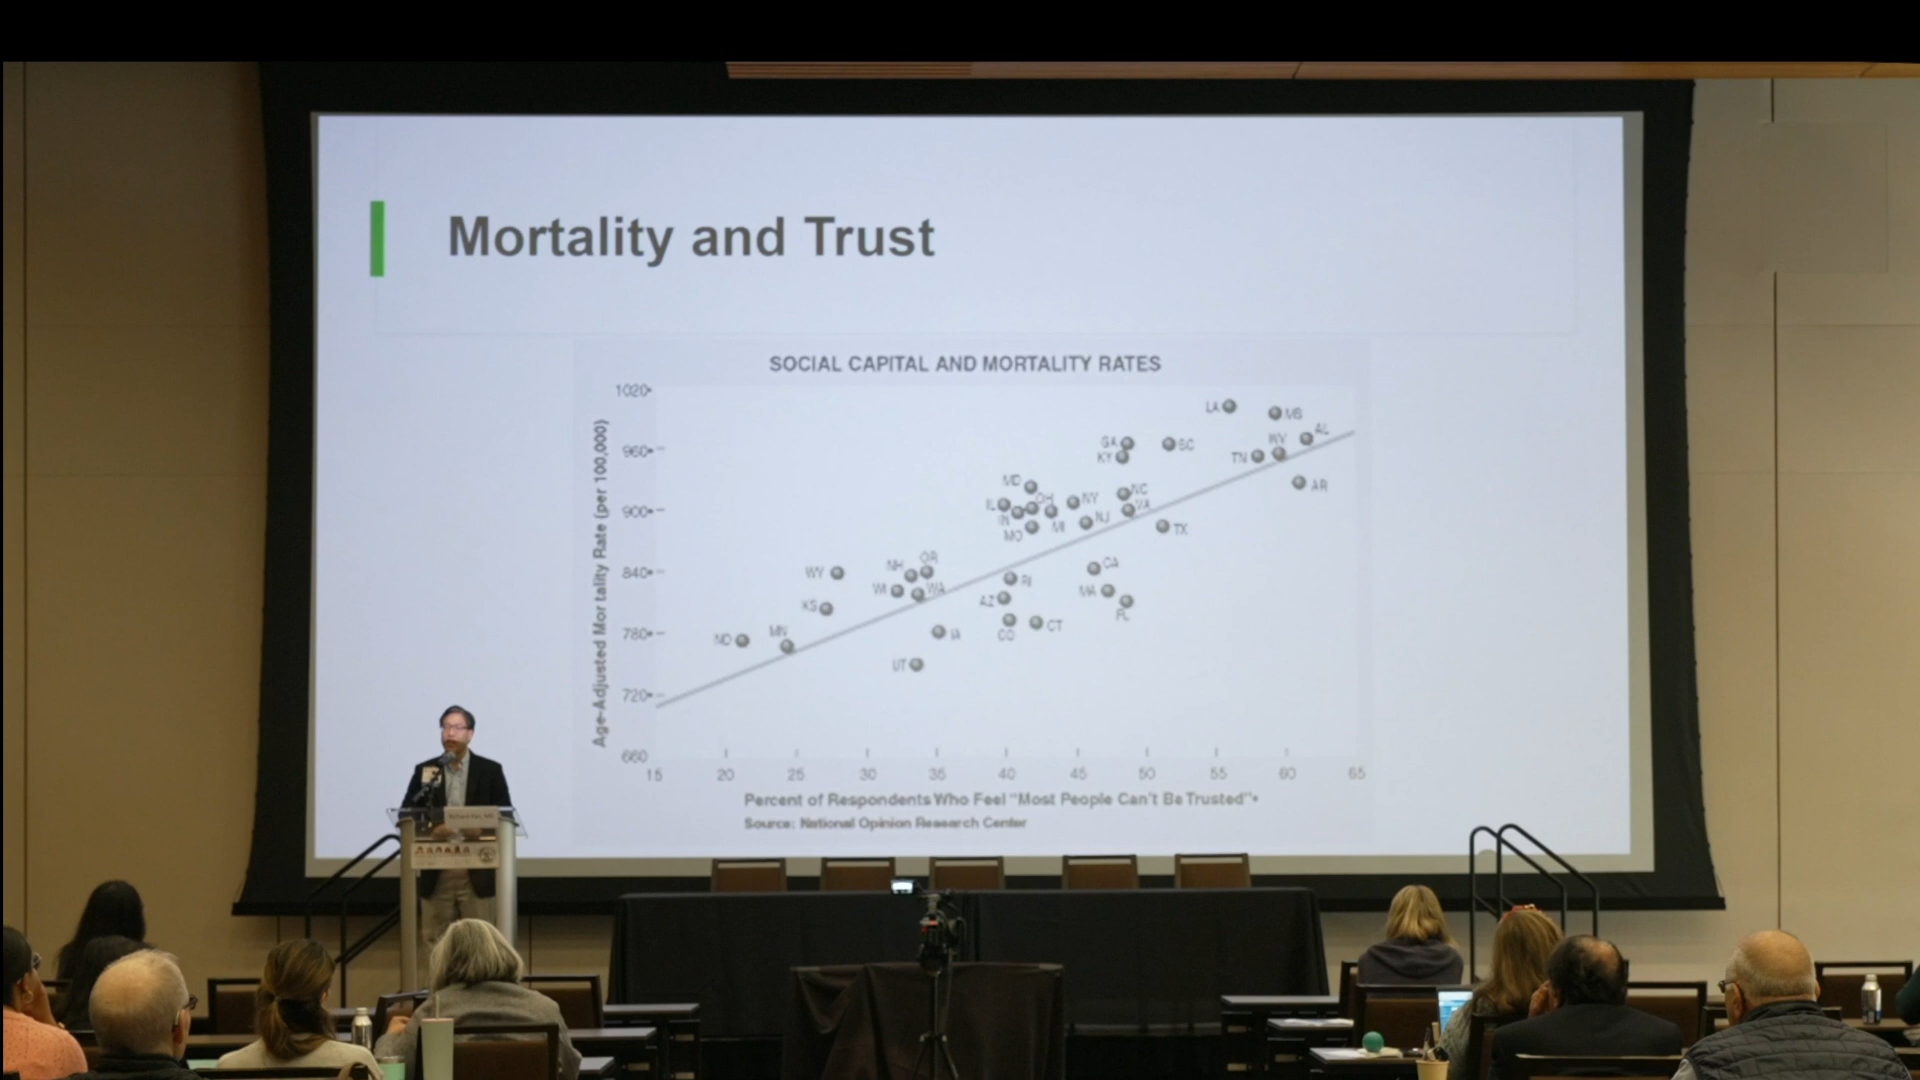 Mortality and Trust
SOCIAL CAPITAL AND MORTALITY RATES
Age-Adjusted Mor tality Rate (per 100,000)
1020
960
900
840
780
720
660
LA
MS
AL
GA
SC
WV
KY
TN
AR
MD
OH
NY
NC
IL
VA
IN
NJ
MO
MI
TX
OR
CA
WY
NH
RI
WI
WA
MA
KS
AZ
FL
ND
MN
IA
CO
CT
UT
15 20 25 30 35 40 45 50 55 60 65
Percent of Respondents Who Feel “Most People Can't Be Trusted”
Source: National Opinion Research Center